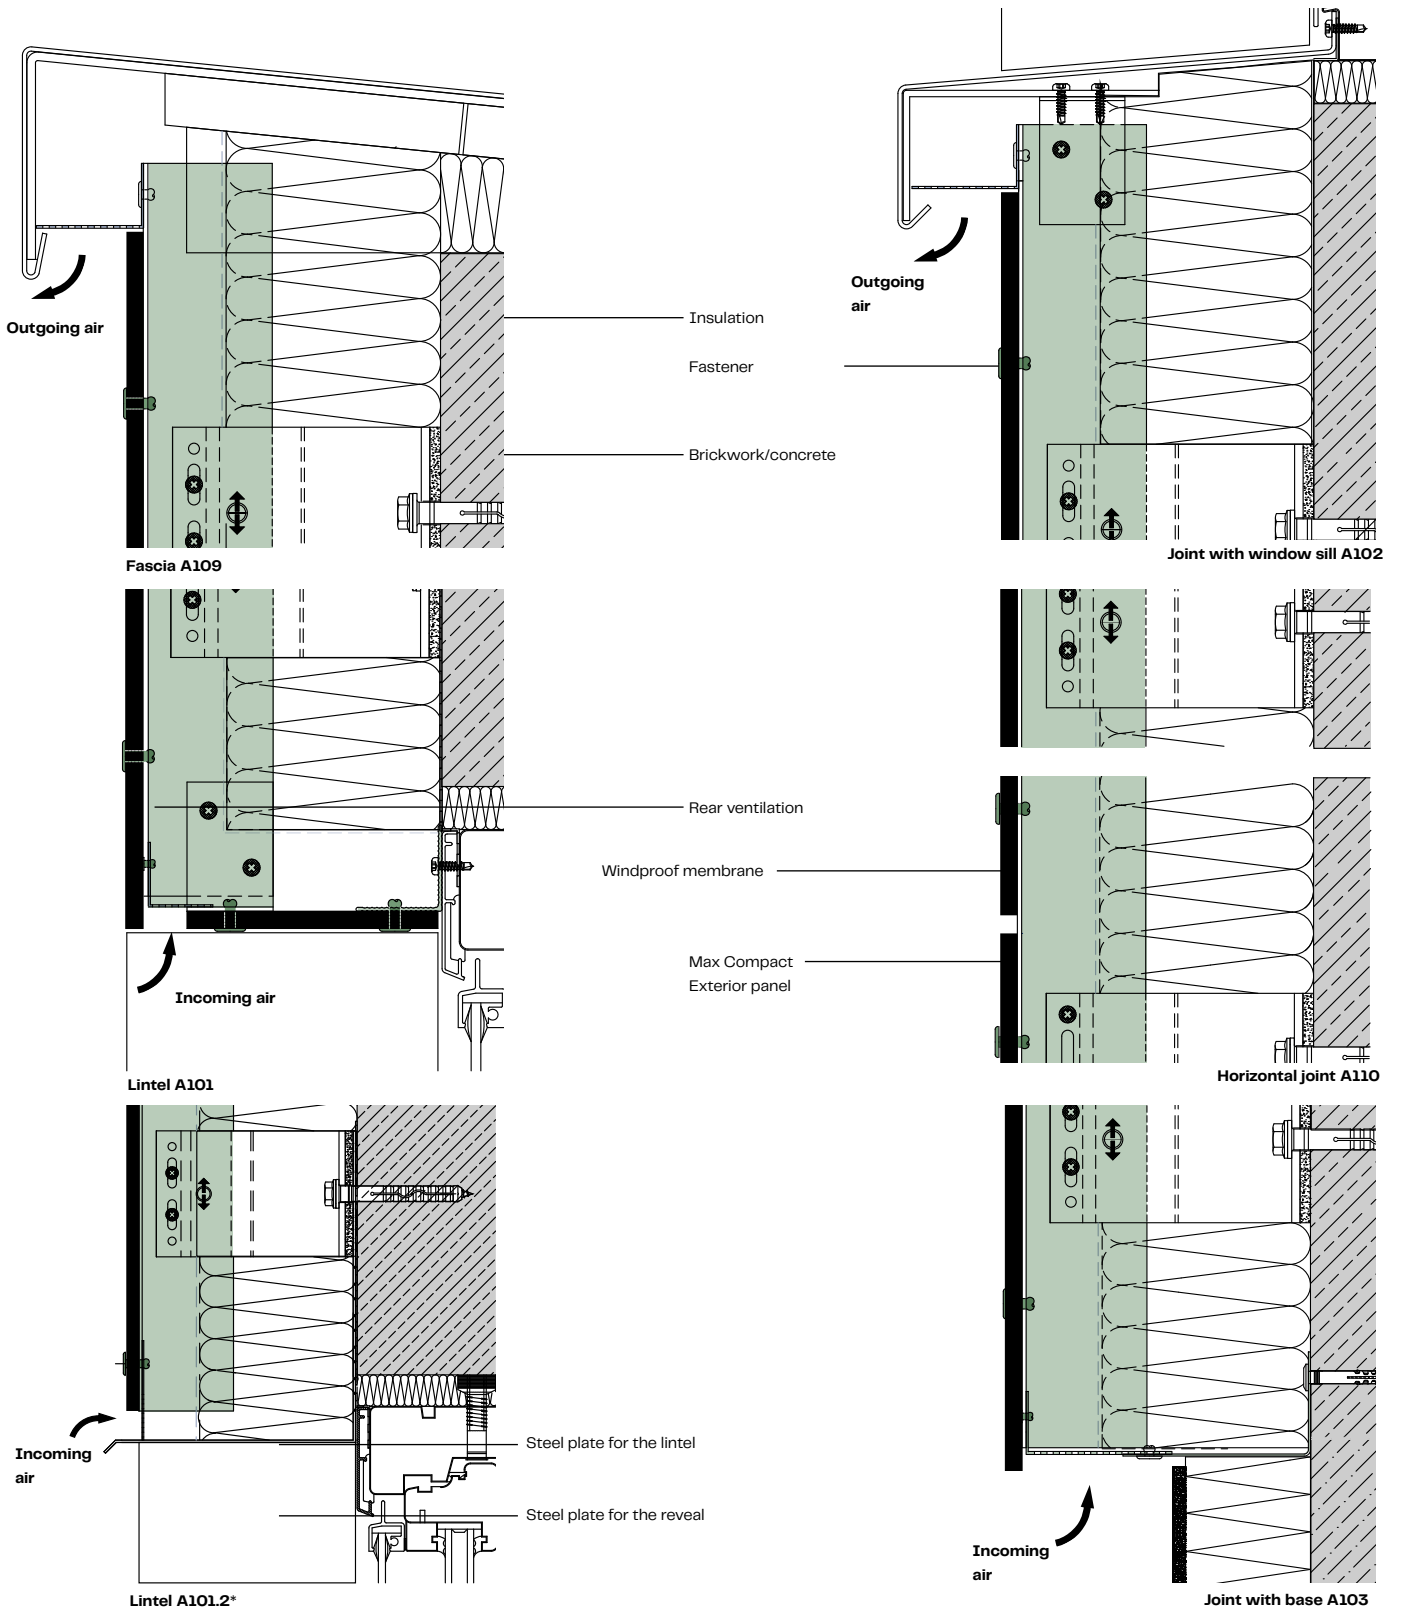 Outgoing air
Outgoing
air
Insulation
Fastener
Brickwork/concrete
Fascia A109
Joint with window sill A102
Rear ventilation
Windproof membrane
Max Compact
Exterior panel
Incoming air
Lintel A101
Horizontal joint A110
Incoming
air
Steel plate for the lintel
Steel plate for the reveal
Incoming
air
Lintel A101.2*
Joint with base A103